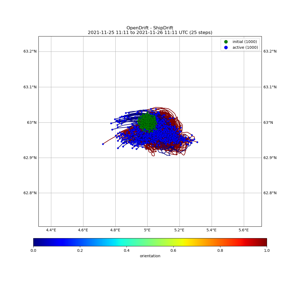 OpenDrift - ShipDrift
2021-11-25 11:11 to 2021-11-26 11:11 UTC (25 steps)
initial (1000)
active (1000)
63.2°N 63.2°N
63.1°N 63.1°N
63°N 63°N
62.9°N 62.9°N
62.8°N 62.8°N
4.4°E 4.6°E 4.8°E 5°E 5.2°E 5.4°E 5.6°E
0.0 0.2 0.4 0.6 0.8 1.0
orientation